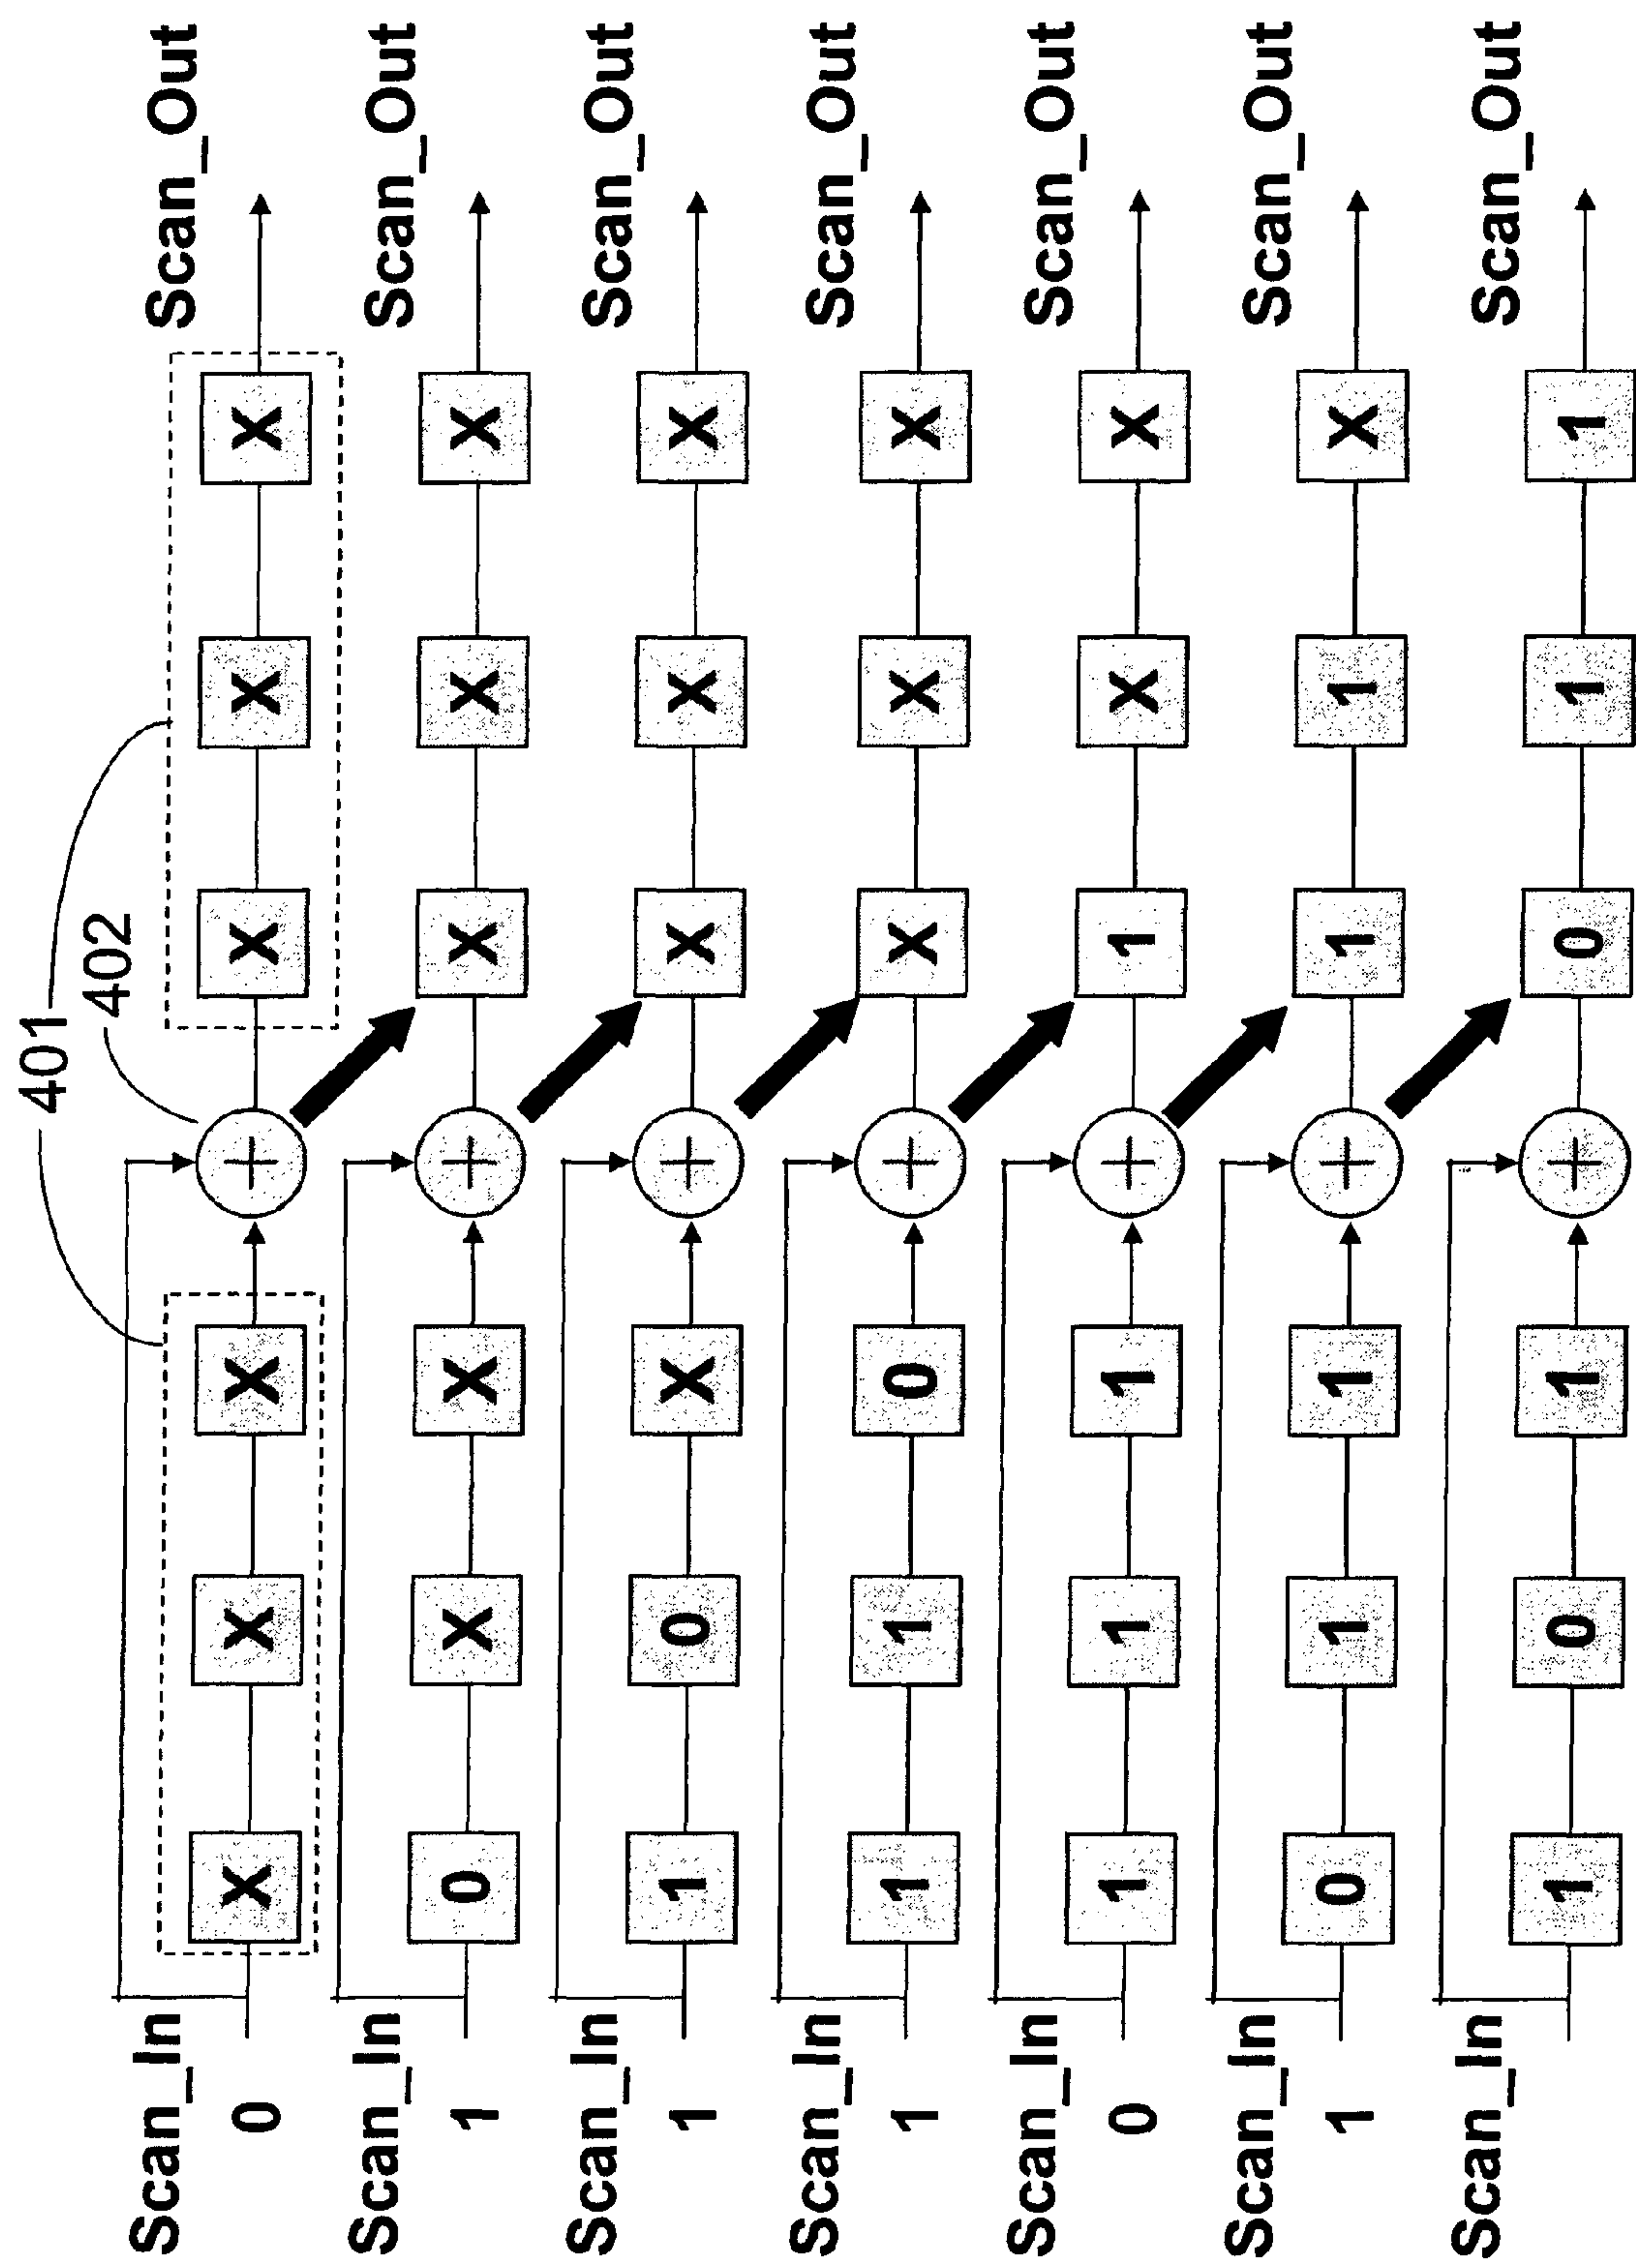 401
402
Scan_In X X X X X X Scan_Out
0
Scan_In 0 X X X X X Scan_Out
1
Scan_In 1 0 X X X X Scan_Out
1
Scan_In 1 1 0 X X X Scan_Out
1
Scan_In 1 1 1 1 X X Scan_Out
0
Scan_In 0 1 1 1 1 X Scan_Out
1
Scan_In 1 0 1 0 1 1 Scan_Out